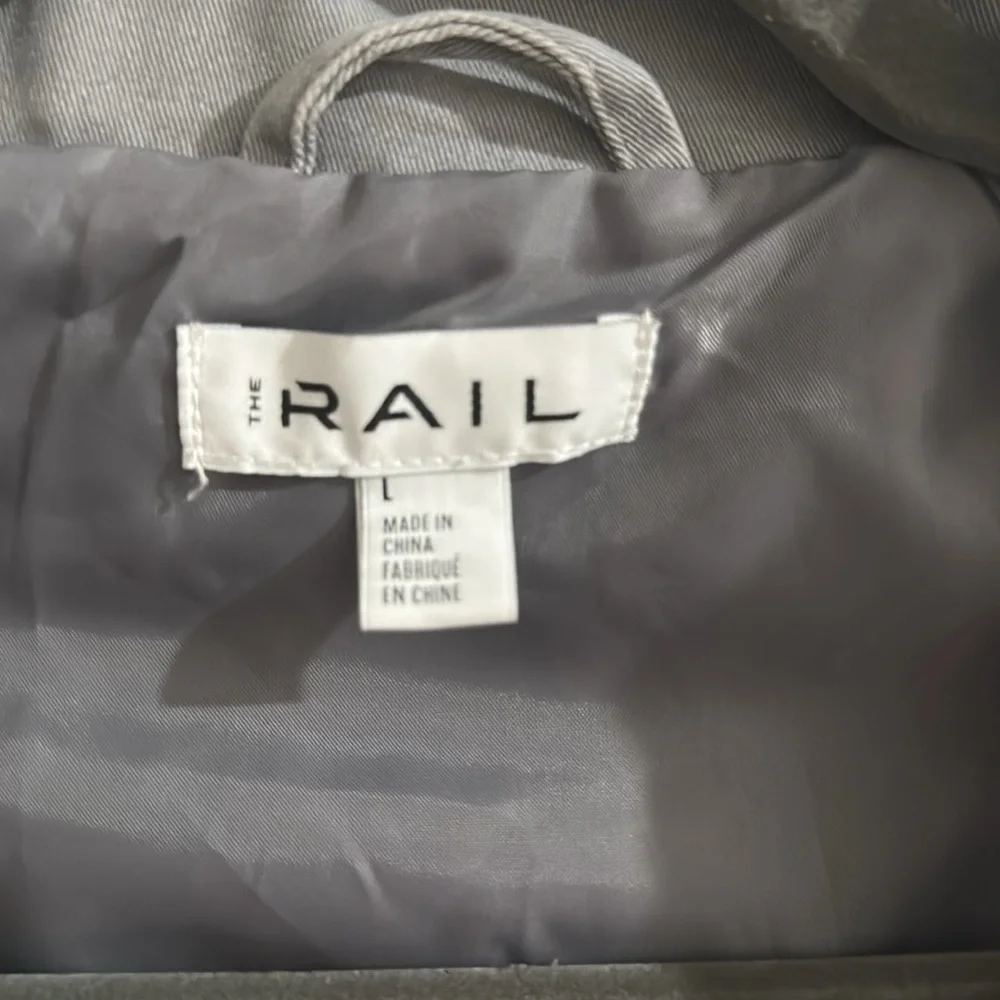 THE RAIL
L
MADE IN
CHINA
FABRIQUÉ
EN CHINE